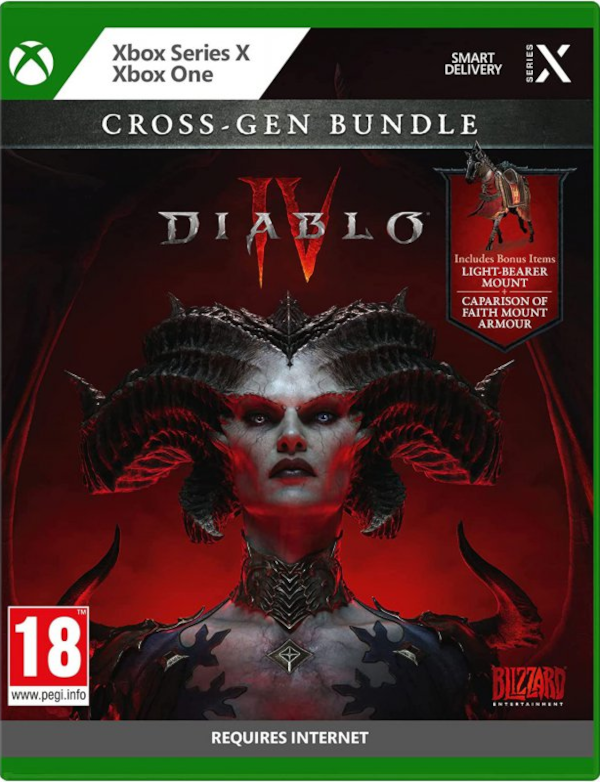 Xbox Series X
Xbox One
SMART
DELIVERY
SERIES
X
CROSS-GEN BUNDLE
DIABLO®
IV
Includes Bonus Items
LIGHT-BEARER
MOUNT
CAPARISON OF
FAITH MOUNT
ARMOUR
18
™
www.pegi.info
BLIZZARD
ENTERTAINMENT
REQUIRES INTERNET